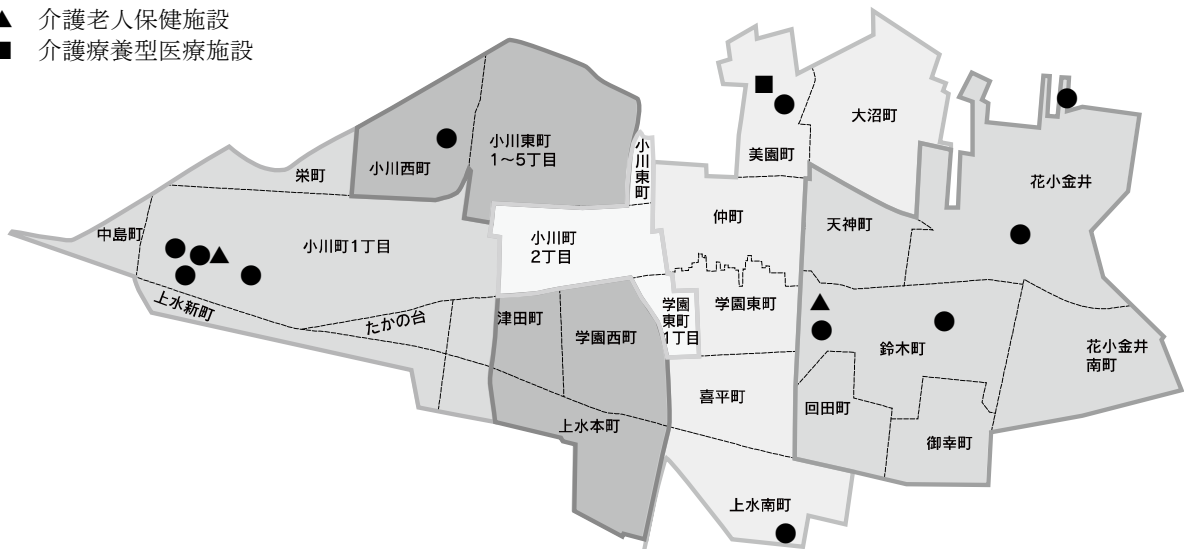 ▲ 介護老人保健施設
■ 介護療養型医療施設
大沼町
小川東町
1～5丁目
小川東町
小川西町
美園町
栄町
花小金井
仲町
天神町
中島町
小川町1丁目
小川町
2丁目
上水新町
たかの台
津田町
学園西町
学園
東町
1丁目
学園東町
鈴木町
花小金井
南町
喜平町
回田町
上水本町
御幸町
上水南町